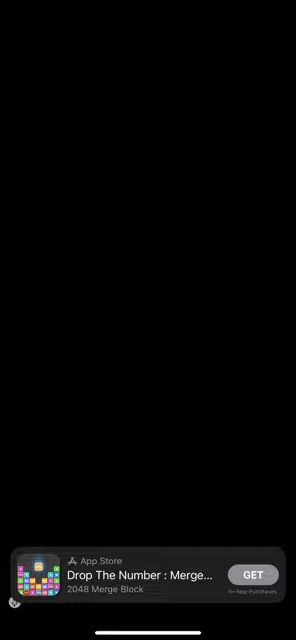 App Store
Drop The Number : Merge...
2048 Merge Block
GET
In-App Purchases